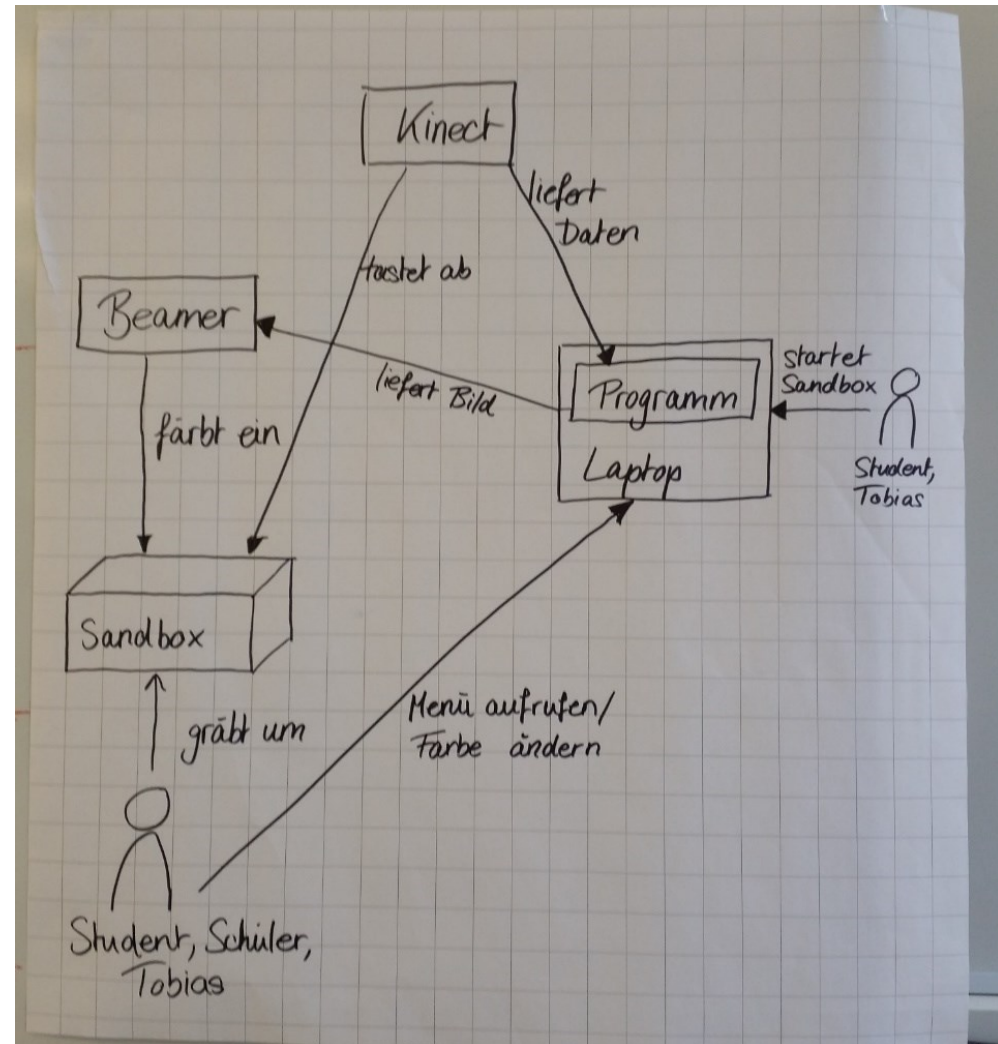 Kinect
liefert
Daten
tastet ab
Beamer
startet
Sandbox
liefert Bild
Programm
färbt ein
Laptop
Student,
Tobias
Sandbox
Menü aufrufen/
Farbe ändern
gräbt um
Student, Schüler,
Tobias